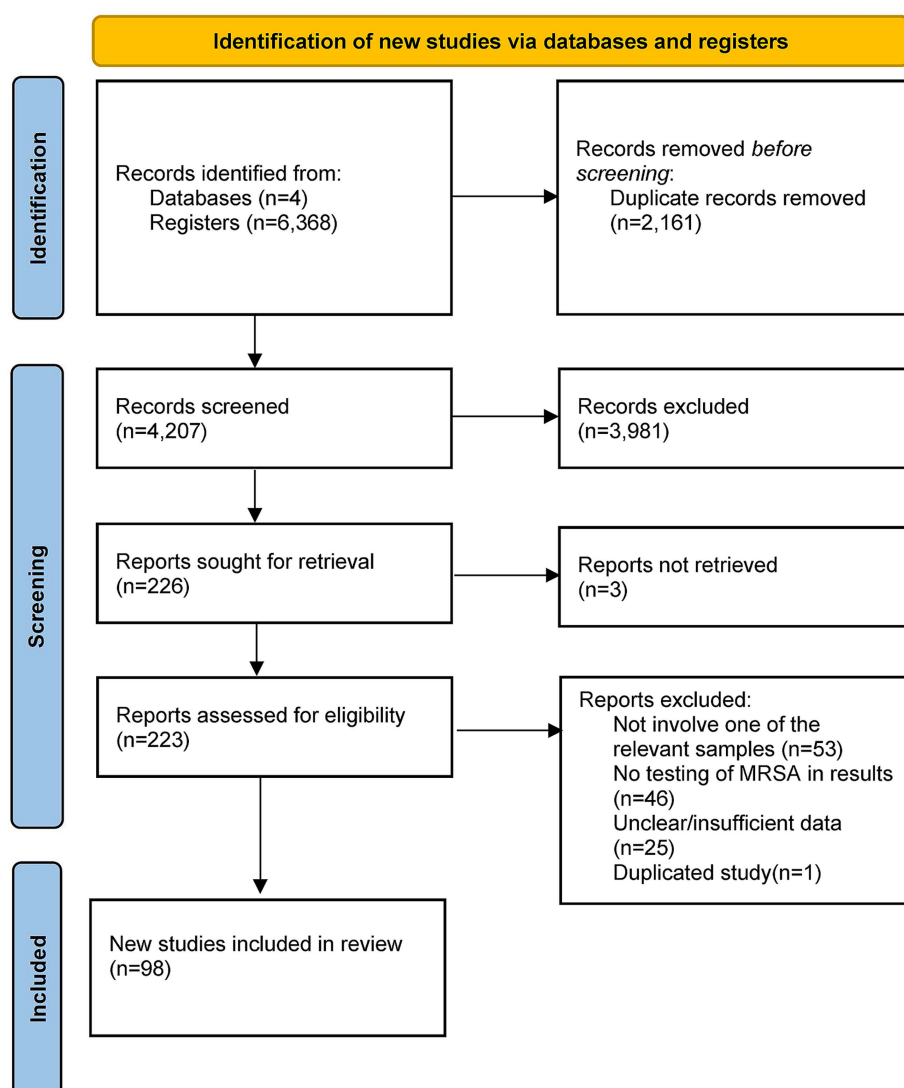 Identification of new studies via databases and registers
Identification
Records identified from:
Databases (n=4)
Registers (n=6,368)
Records removed before
screening:
Duplicate records removed
(n=2,161)
Screening
Records screened
(n=4,207)
Records excluded
(n=3,981)
Reports sought for retrieval
(n=226)
Reports not retrieved
(n=3)
Reports assessed for eligibility
(n=223)
Reports excluded:
Not involve one of the
relevant samples (n=53)
No testing of MRSA in results
(n=46)
Unclear/insufficient data
(n=25)
Duplicated study(n=1)
Included
New studies included in review
(n=98)